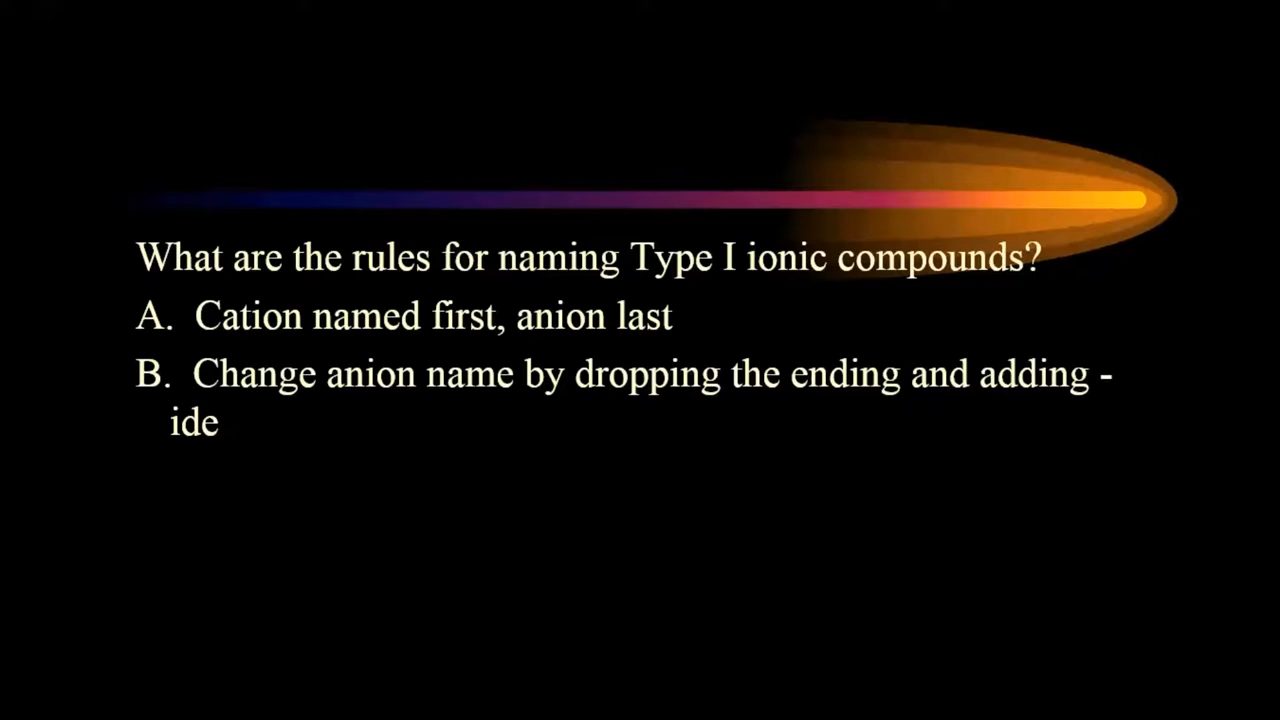 What are the rules for naming Type I ionic compounds?
A. Cation named first, anion last
B. Change anion name by dropping the ending and adding -
ide